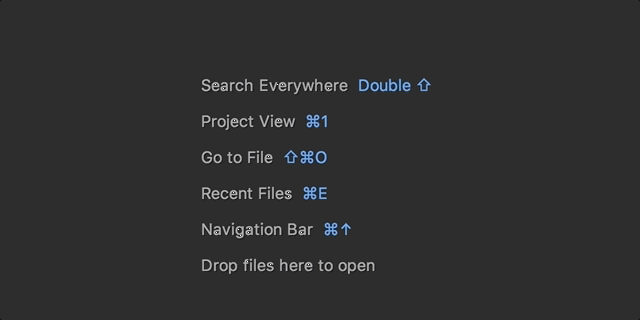 Search Everywhere Double ⇧
Project View ⌘1
Go to File ⇧⌘O
Recent Files ⌘E
Navigation Bar ⌘↑
Drop files here to open